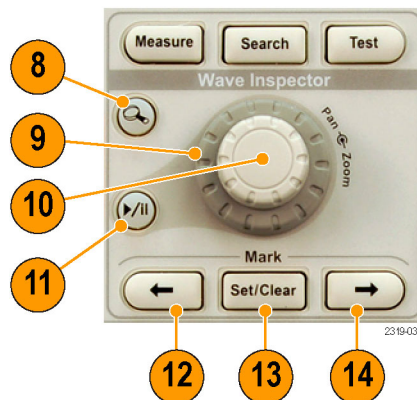 Measure
Search
Test
Wave Inspector
8
9
Pan
Zoom
10
11
▶/II
Mark
←
Set/Clear
→
2319-03
12
13
14